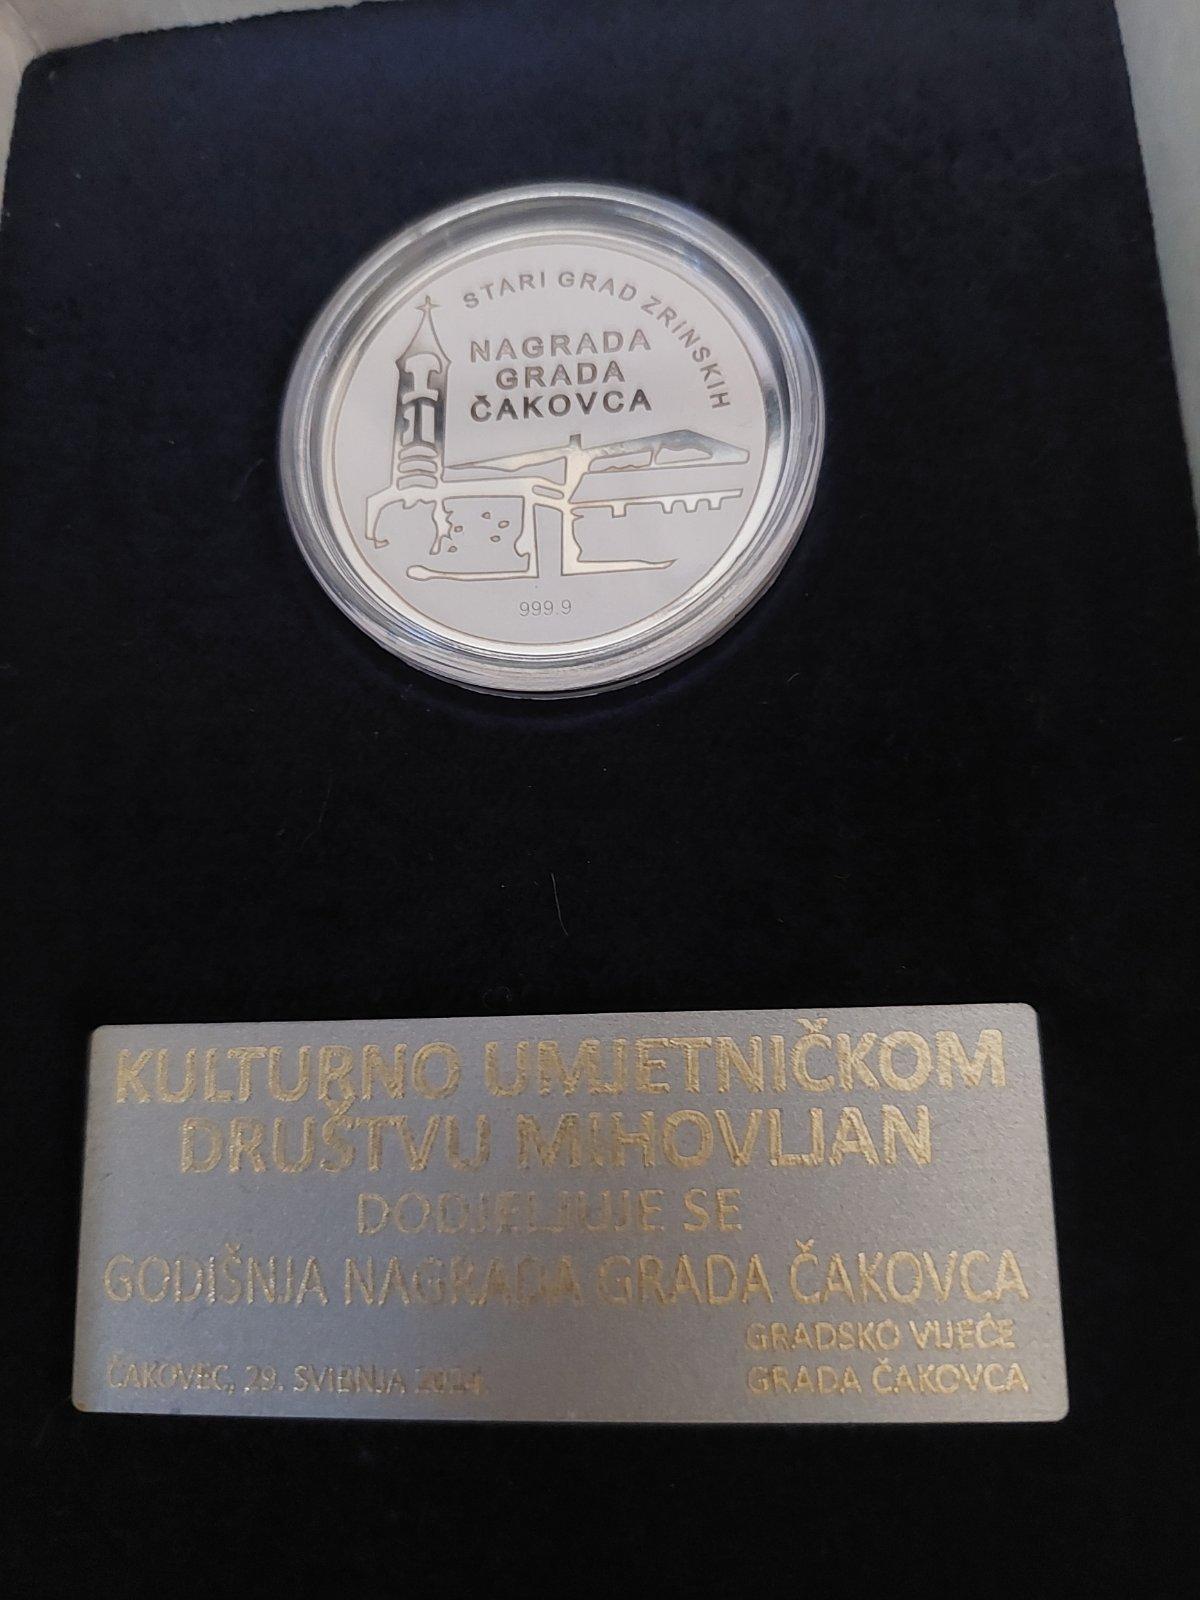 STARI GRAD ZRINSKIH
NAGRADA
GRADA
ČAKOVCA
999.9
KULTURNO UMJETNIČKOM
DRUŠTVU MIHOVLJAN
DODJELJUJE SE
GODIŠNJA NAGRADA GRADA ČAKOVCA
GRADSKO VIJEĆE
ČAKOVEC, 29. SVIBNJA 2024. GRADA ČAKOVCA